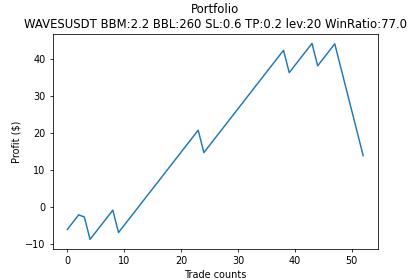 Portfolio
WAVESUSDT BBM:2.2 BBL:260 SL:0.6 TP:0.2 lev:20 WinRatio:77.0
40
30
20
10
0
−10
Profit ($)
0 10 20 30 40 50
Trade counts